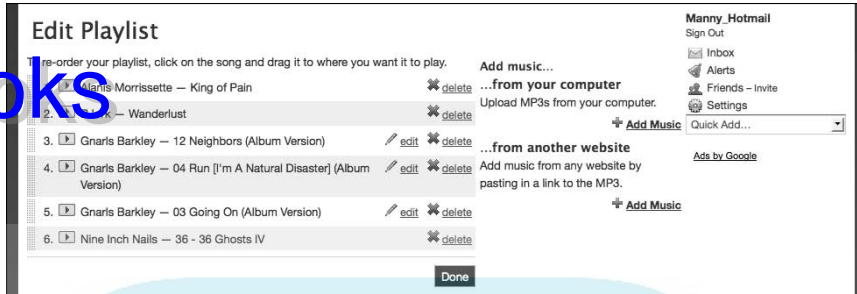 Edit Playlist
re-order your playlist, click on the song and drag it to where you want it to play.
oks
Alanis Morissette — King of Pain delete
2. — Wanderlust delete
3. Gnarls Barkley — 12 Neighbors (Album Version) edit delete
4. Gnarls Barkley — 04 Run [I'm A Natural Disaster] (Album edit delete
Version)
5. Gnarls Barkley — 03 Going On (Album Version) edit delete
6. Nine Inch Nails — 36 - 36 Ghosts IV delete
Done
Add music...
...from your computer
Upload MP3s from your computer.
Add Music
...from another website
Add music from any website by
pasting in a link to the MP3.
Add Music
Manny_Hotmail
Sign Out
Inbox
Alerts
Friends – Invite
Settings
Quick Add...
Ads by Google